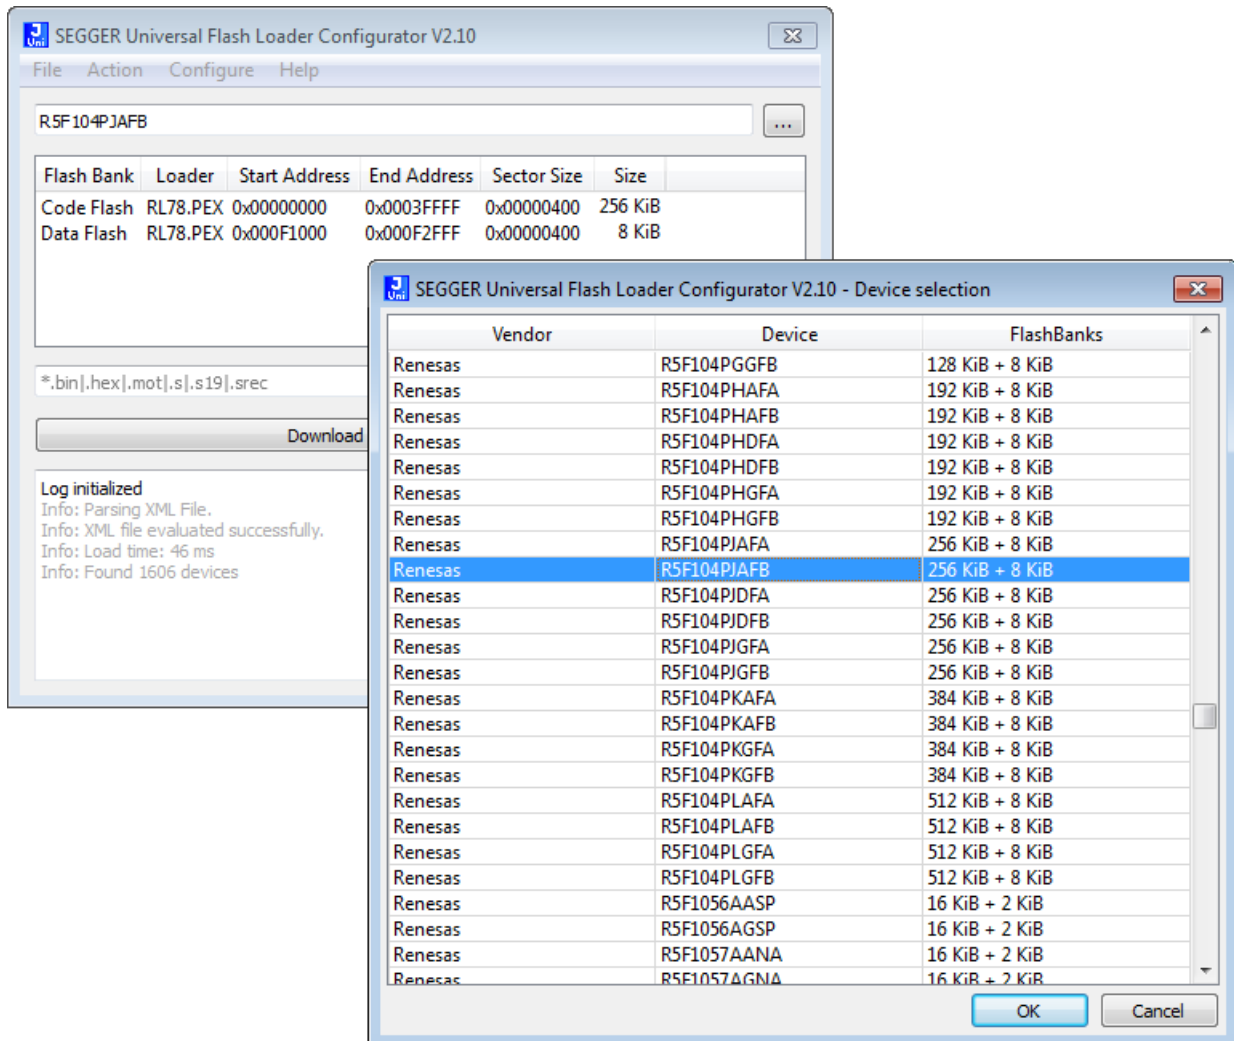 SEGGER Universal Flash Loader Configurator V2.10
File Action Configure Help
R5F104PJAFB ...
Flash Bank Loader Start Address End Address Sector Size Size
Code Flash RL78.PEX 0x00000000 0x0003FFFF 0x00000400 256 KiB
Data Flash RL78.PEX 0x000F1000 0x000F2FFF 0x00000400 8 KiB
*.bin|.hex|.mot|.s|.s19|.srec
Download
Log initialized
Info: Parsing XML File.
Info: XML file evaluated successfully.
Info: Load time: 46 ms
Info: Found 1606 devices
SEGGER Universal Flash Loader Configurator V2.10 - Device selection
Vendor Device FlashBanks
Renesas R5F104PGGFB 128 KiB + 8 KiB
Renesas R5F104PHAFA 192 KiB + 8 KiB
Renesas R5F104PHAFB 192 KiB + 8 KiB
Renesas R5F104PHDFA 192 KiB + 8 KiB
Renesas R5F104PHDFB 192 KiB + 8 KiB
Renesas R5F104PHGFA 192 KiB + 8 KiB
Renesas R5F104PHGFB 192 KiB + 8 KiB
Renesas R5F104PJAFA 256 KiB + 8 KiB
Renesas R5F104PJAFB 256 KiB + 8 KiB
Renesas R5F104PJDFA 256 KiB + 8 KiB
Renesas R5F104PJDFB 256 KiB + 8 KiB
Renesas R5F104PJGFA 256 KiB + 8 KiB
Renesas R5F104PJGFB 256 KiB + 8 KiB
Renesas R5F104PKAFA 384 KiB + 8 KiB
Renesas R5F104PKAFB 384 KiB + 8 KiB
Renesas R5F104PKGFA 384 KiB + 8 KiB
Renesas R5F104PKGFB 384 KiB + 8 KiB
Renesas R5F104PLAFA 512 KiB + 8 KiB
Renesas R5F104PLAFB 512 KiB + 8 KiB
Renesas R5F104PLGFA 512 KiB + 8 KiB
Renesas R5F104PLGFB 512 KiB + 8 KiB
Renesas R5F1056AASP 16 KiB + 2 KiB
Renesas R5F1056AGSP 16 KiB + 2 KiB
Renesas R5F1057AANA 16 KiB + 2 KiB
Renesas R5F1057AGNA 16 KiB + 2 KiB
OK Cancel